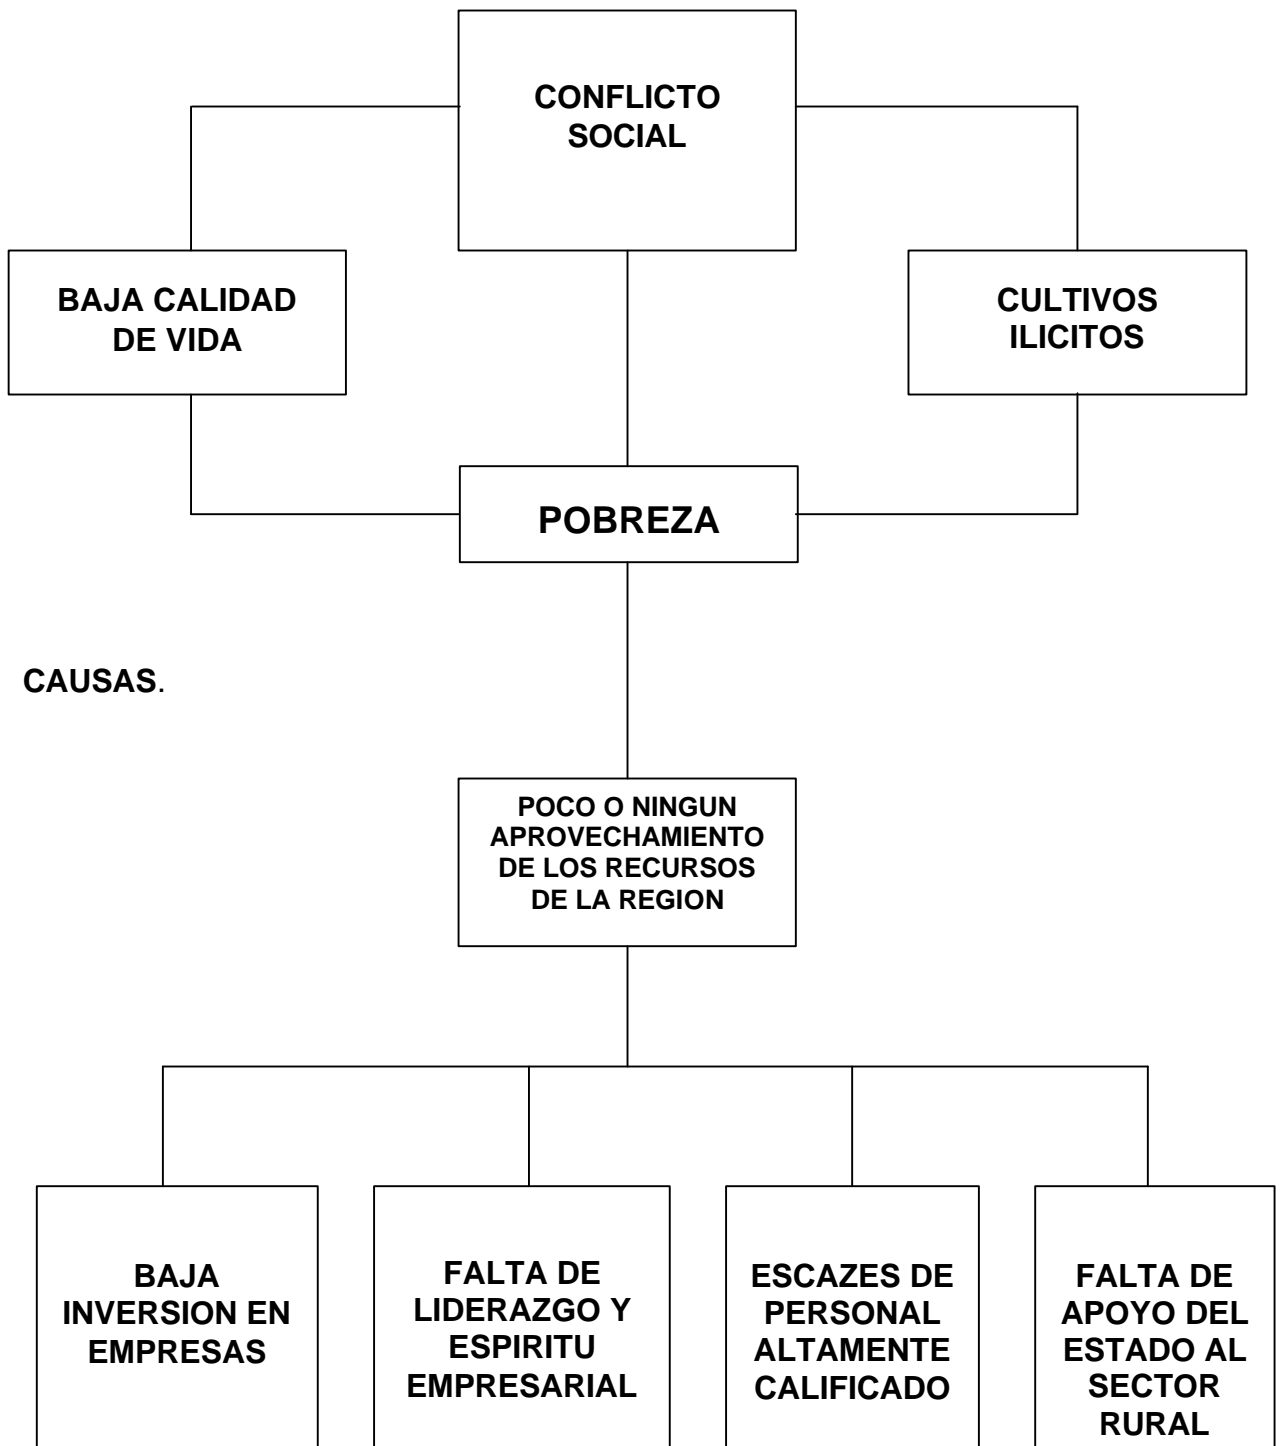 CONFLICTO
SOCIAL
BAJA CALIDAD
DE VIDA
CULTIVOS
ILICITOS
POBREZA
CAUSAS.
POCO O NINGUN
APROVECHAMIENTO
DE LOS RECURSOS
DE LA REGION
BAJA
INVERSION EN
EMPRESAS
FALTA DE
LIDERAZGO Y
ESPIRITU
EMPRESARIAL
ESCAZES DE
PERSONAL
ALTAMENTE
CALIFICADO
FALTA DE
APOYO DEL
ESTADO AL
SECTOR
RURAL